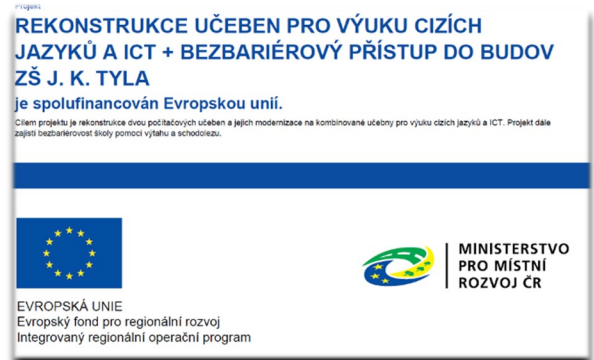 Projekt
REKONSTRUKCE UČEBEN PRO VÝUKU CIZÍCH
JAZYKŮ A ICT + BEZBARIÉROVÝ PŘÍSTUP DO BUDOV
ZŠ J. K. TYLA
je spolufinancován Evropskou unií.
Cílem projektu je rekonstrukce dvou počítačových učeben a jejich modernizace na kombinované učebny pro výuku cizích jazyků a ICT. Projekt dále
zajistí bezbariérovost školy pomocí výtahu a schodolezu.
MINISTERSTVO
PRO MÍSTNÍ
ROZVOJ ČR
EVROPSKÁ UNIE
Evropský fond pro regionální rozvoj
Integrovaný regionální operační program